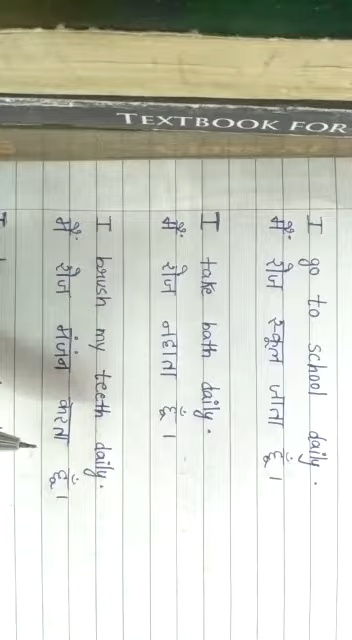 TEXTBOOK FOR
I go to school daily.
मैं रोज स्कूल जाता हूँ।
I take bath daily.
मैं रोज नहाता हूँ।
I brush my teeth daily.
मैं रोज मंजन करता हूँ।